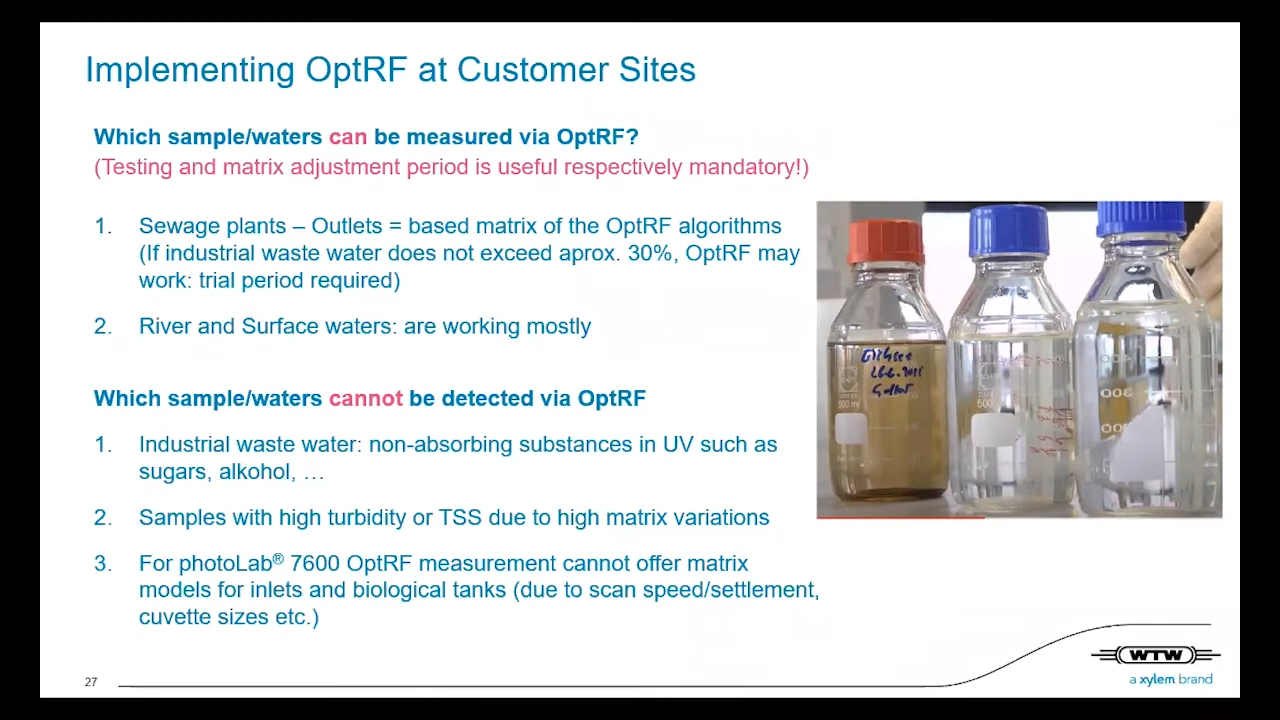 Implementing OptRF at Customer Sites
Which sample/waters can be measured via OptRF?
(Testing and matrix adjustment period is useful respectively mandatory!)
1. Sewage plants – Outlets = based matrix of the OptRF algorithms
(If industrial waste water does not exceed aprox. 30%, OptRF may
work: trial period required)
2. River and Surface waters: are working mostly
Which sample/waters cannot be detected via OptRF
1. Industrial waste water: non-absorbing substances in UV such as
sugars, alkohol, …
2. Samples with high turbidity or TSS due to high matrix variations
3. For photoLab® 7600 OptRF measurement cannot offer matrix
models for inlets and biological tanks (due to scan speed/settlement,
cuvette sizes etc.)
500 ml
500
300
27
WTW
a xylem brand